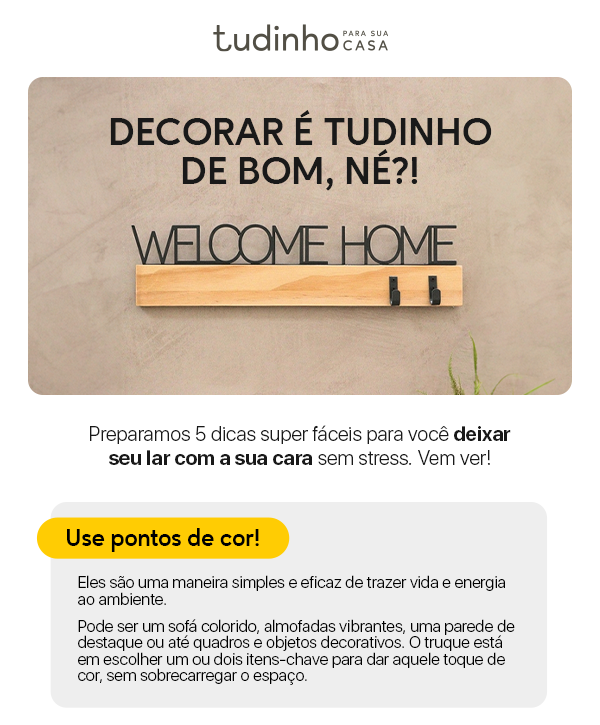 tudinho PARA SUA CASA
DECORAR É TUDINHO
DE BOM, NÉ?!
WELCOME HOME
Preparamos 5 dicas super fáceis para você deixar
seu lar com a sua cara sem stress. Vem ver!
Use pontos de cor!
Eles são uma maneira simples e eficaz de trazer vida e energia
ao ambiente.
Pode ser um sofá colorido, almofadas vibrantes, uma parede de
destaque ou até quadros e objetos decorativos. O truque está
em escolher um ou dois itens-chave para dar aquele toque de
cor, sem sobrecarregar o espaço.